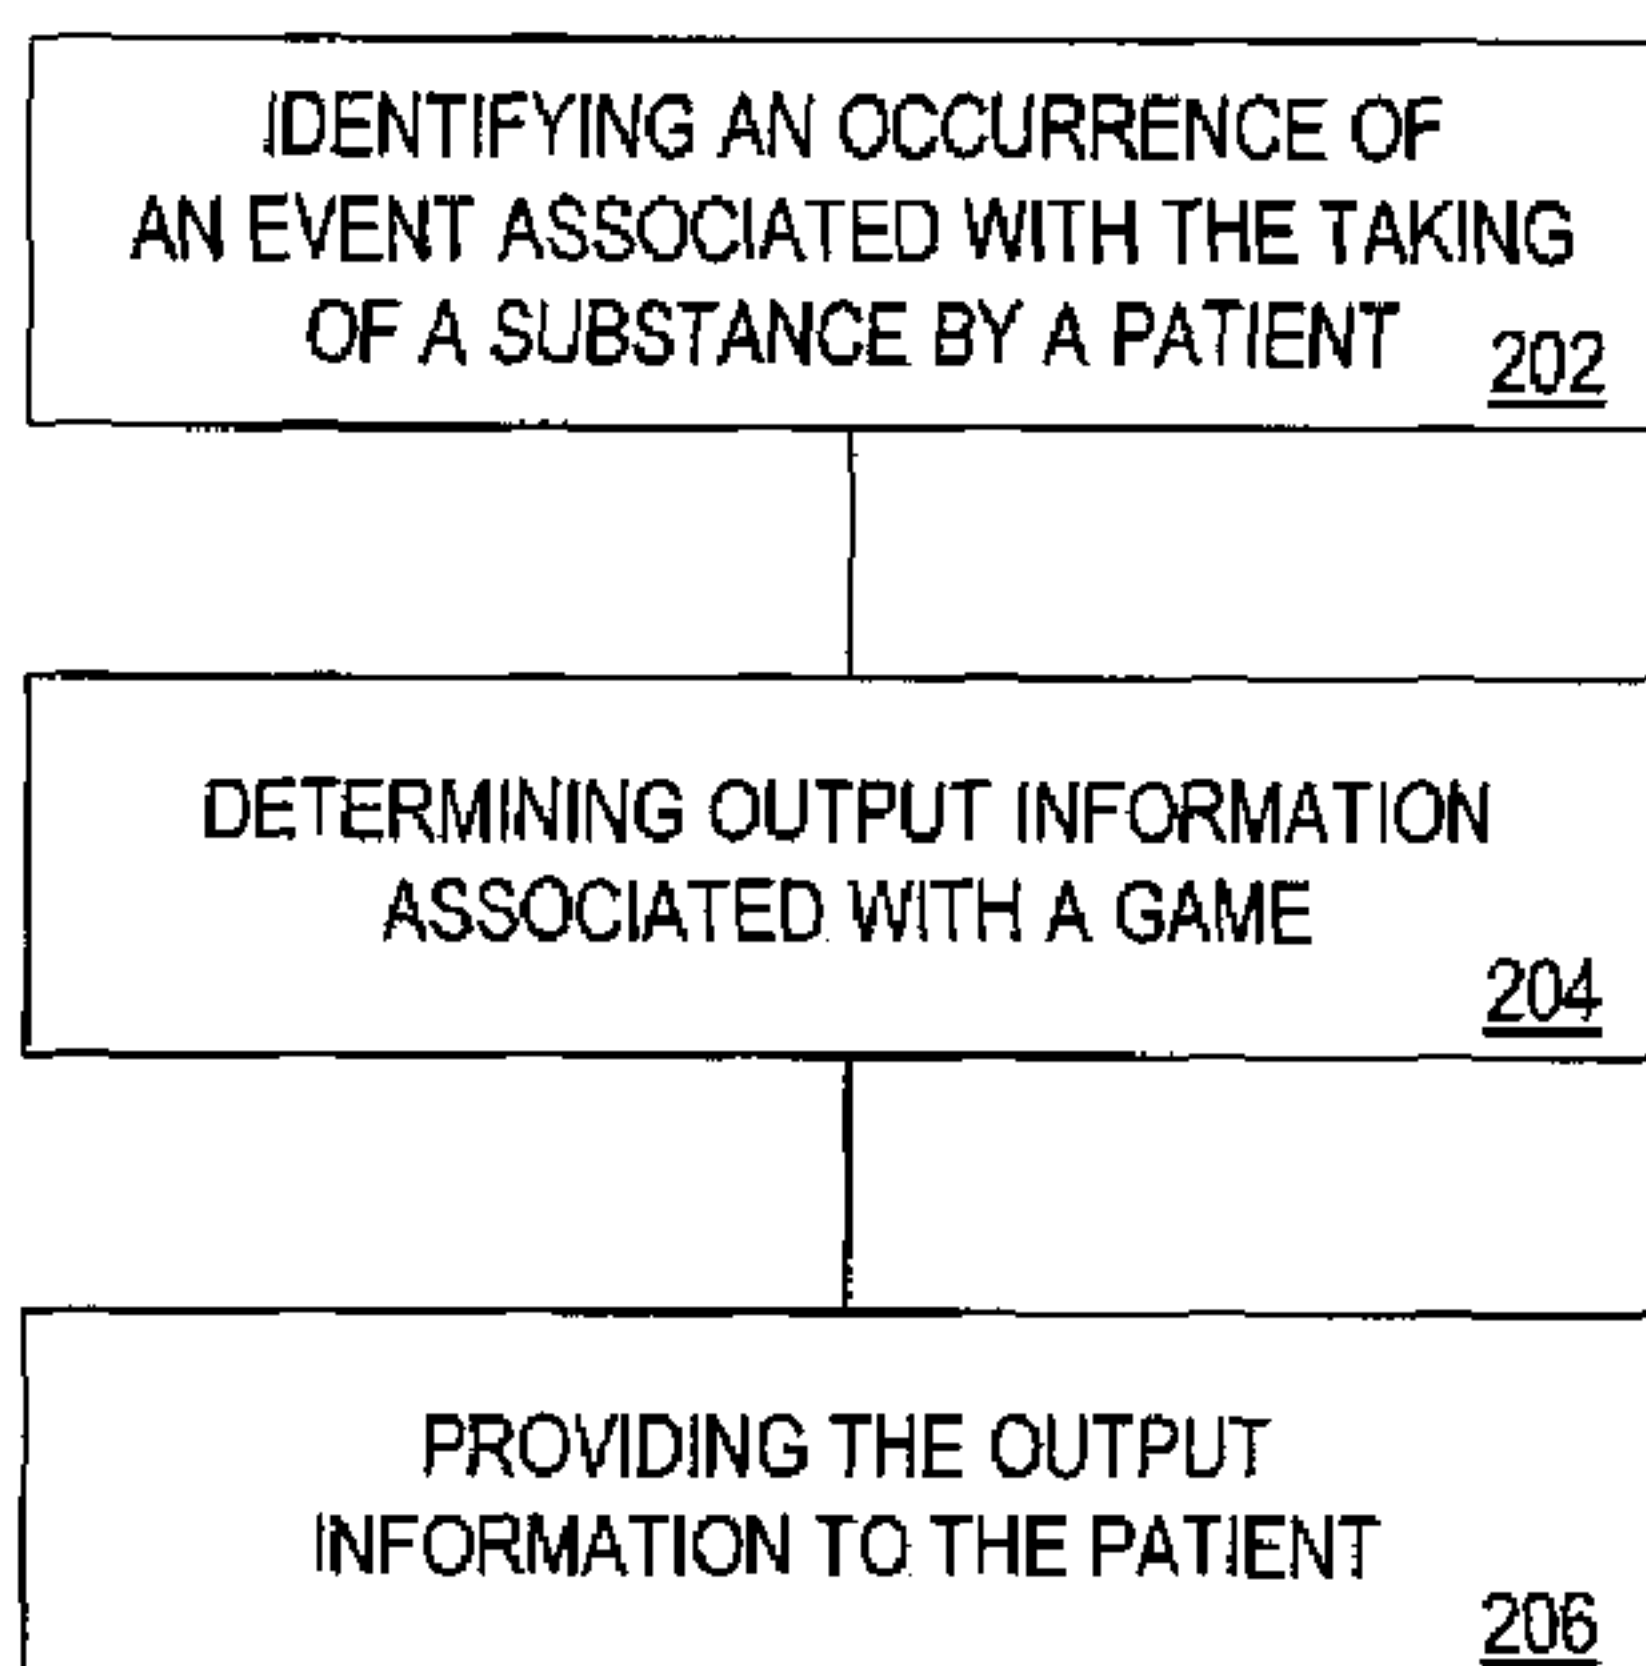 IDENTIFYING AN OCCURRENCE OF
AN EVENT ASSOCIATED WITH THE TAKING
OF A SUBSTANCE BY A PATIENT
202
DETERMINING OUTPUT INFORMATION
ASSOCIATED WITH A GAME
204
PROVIDING THE OUTPUT
INFORMATION TO THE PATIENT
206